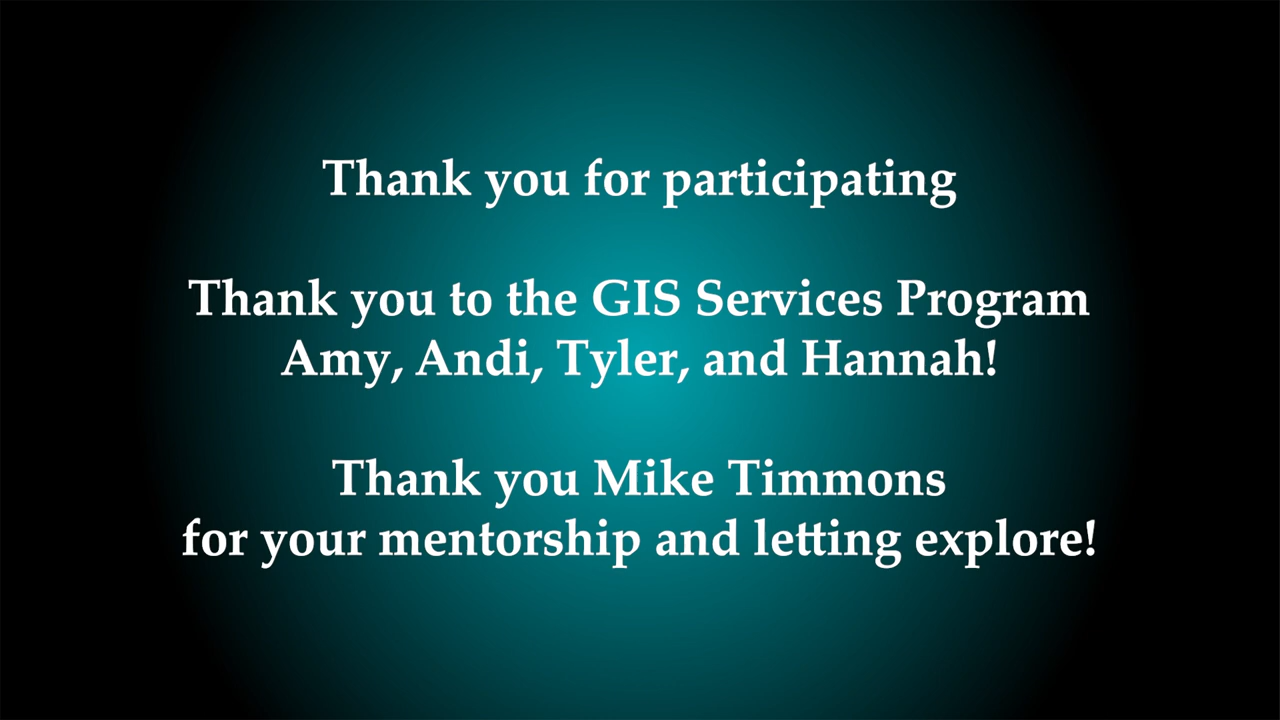 Thank you for participating
Thank you to the GIS Services Program
Amy, Andi, Tyler, and Hannah!
Thank you Mike Timmons
for your mentorship and letting explore!